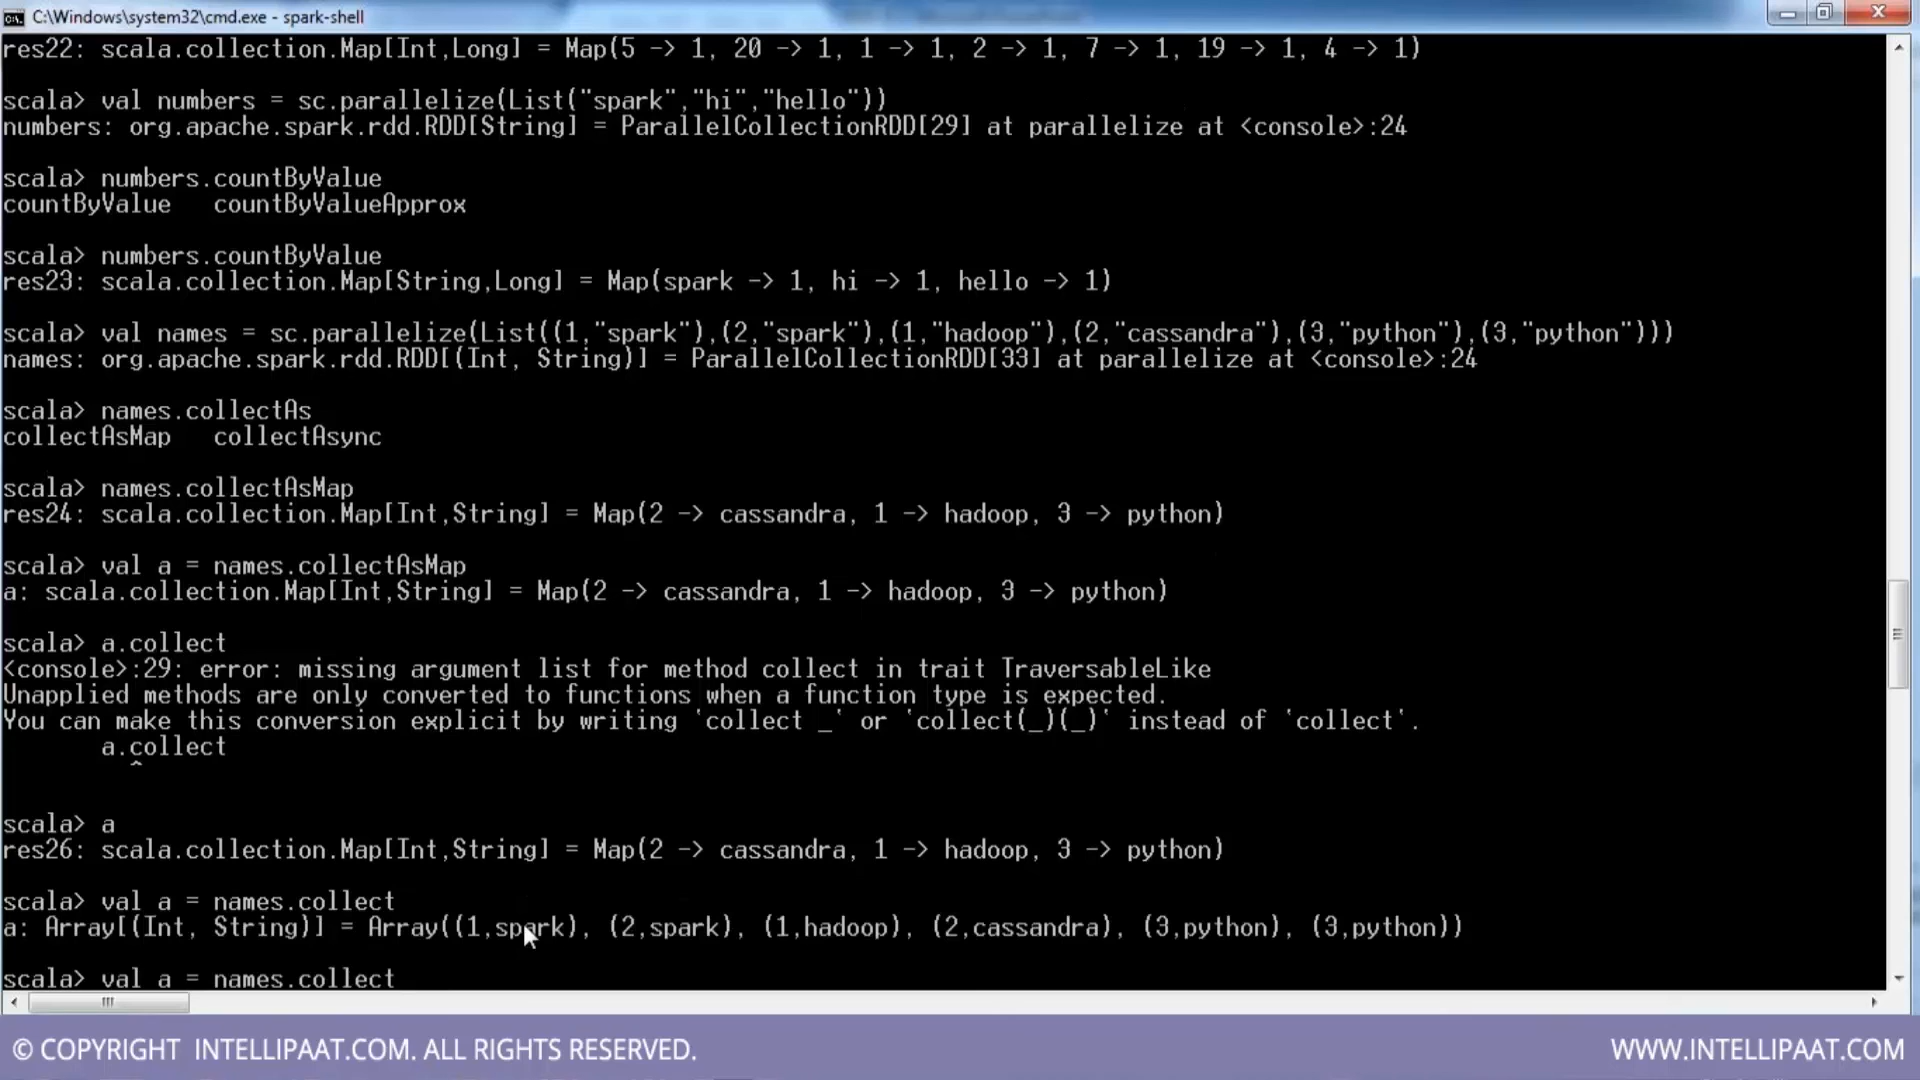 C:\Windows\system32\cmd.exe - spark-shell
res22: scala.collection.Map[Int,Long] = Map(5 -> 1, 20 -> 1, 1 -> 1, 2 -> 1, 7 -> 1, 19 -> 1, 4 -> 1)
scala> val numbers = sc.parallelize(List("spark","hi","hello"))
numbers: org.apache.spark.rdd.RDD[String] = ParallelCollectionRDD[29] at parallelize at <console>:24
scala> numbers.countByValue
countByValue   countByValueApprox
scala> numbers.countByValue
res23: scala.collection.Map[String,Long] = Map(spark -> 1, hi -> 1, hello -> 1)
scala> val names = sc.parallelize(List((1,"spark"),(2,"spark"),(1,"hadoop"),(2,"cassandra"),(3,"python"),(3,"python")))
names: org.apache.spark.rdd.RDD[(Int, String)] = ParallelCollectionRDD[33] at parallelize at <console>:24
scala> names.collectAs
collectAsMap   collectAsync
scala> names.collectAsMap
res24: scala.collection.Map[Int,String] = Map(2 -> cassandra, 1 -> hadoop, 3 -> python)
scala> val a = names.collectAsMap
a: scala.collection.Map[Int,String] = Map(2 -> cassandra, 1 -> hadoop, 3 -> python)
scala> a.collect
<console>:29: error: missing argument list for method collect in trait TraversableLike
Unapplied methods are only converted to functions when a function type is expected.
You can make this conversion explicit by writing `collect _` or `collect(_)(_)` instead of `collect`.
       a.collect
         ^
scala> a
res26: scala.collection.Map[Int,String] = Map(2 -> cassandra, 1 -> hadoop, 3 -> python)
scala> val a = names.collect
a: Array[(Int, String)] = Array((1,spark), (2,spark), (1,hadoop), (2,cassandra), (3,python), (3,python))
scala> val a = names.collect
© COPYRIGHT INTELLIPAAT.COM. ALL RIGHTS RESERVED.
WWW.INTELLIPAAT.COM